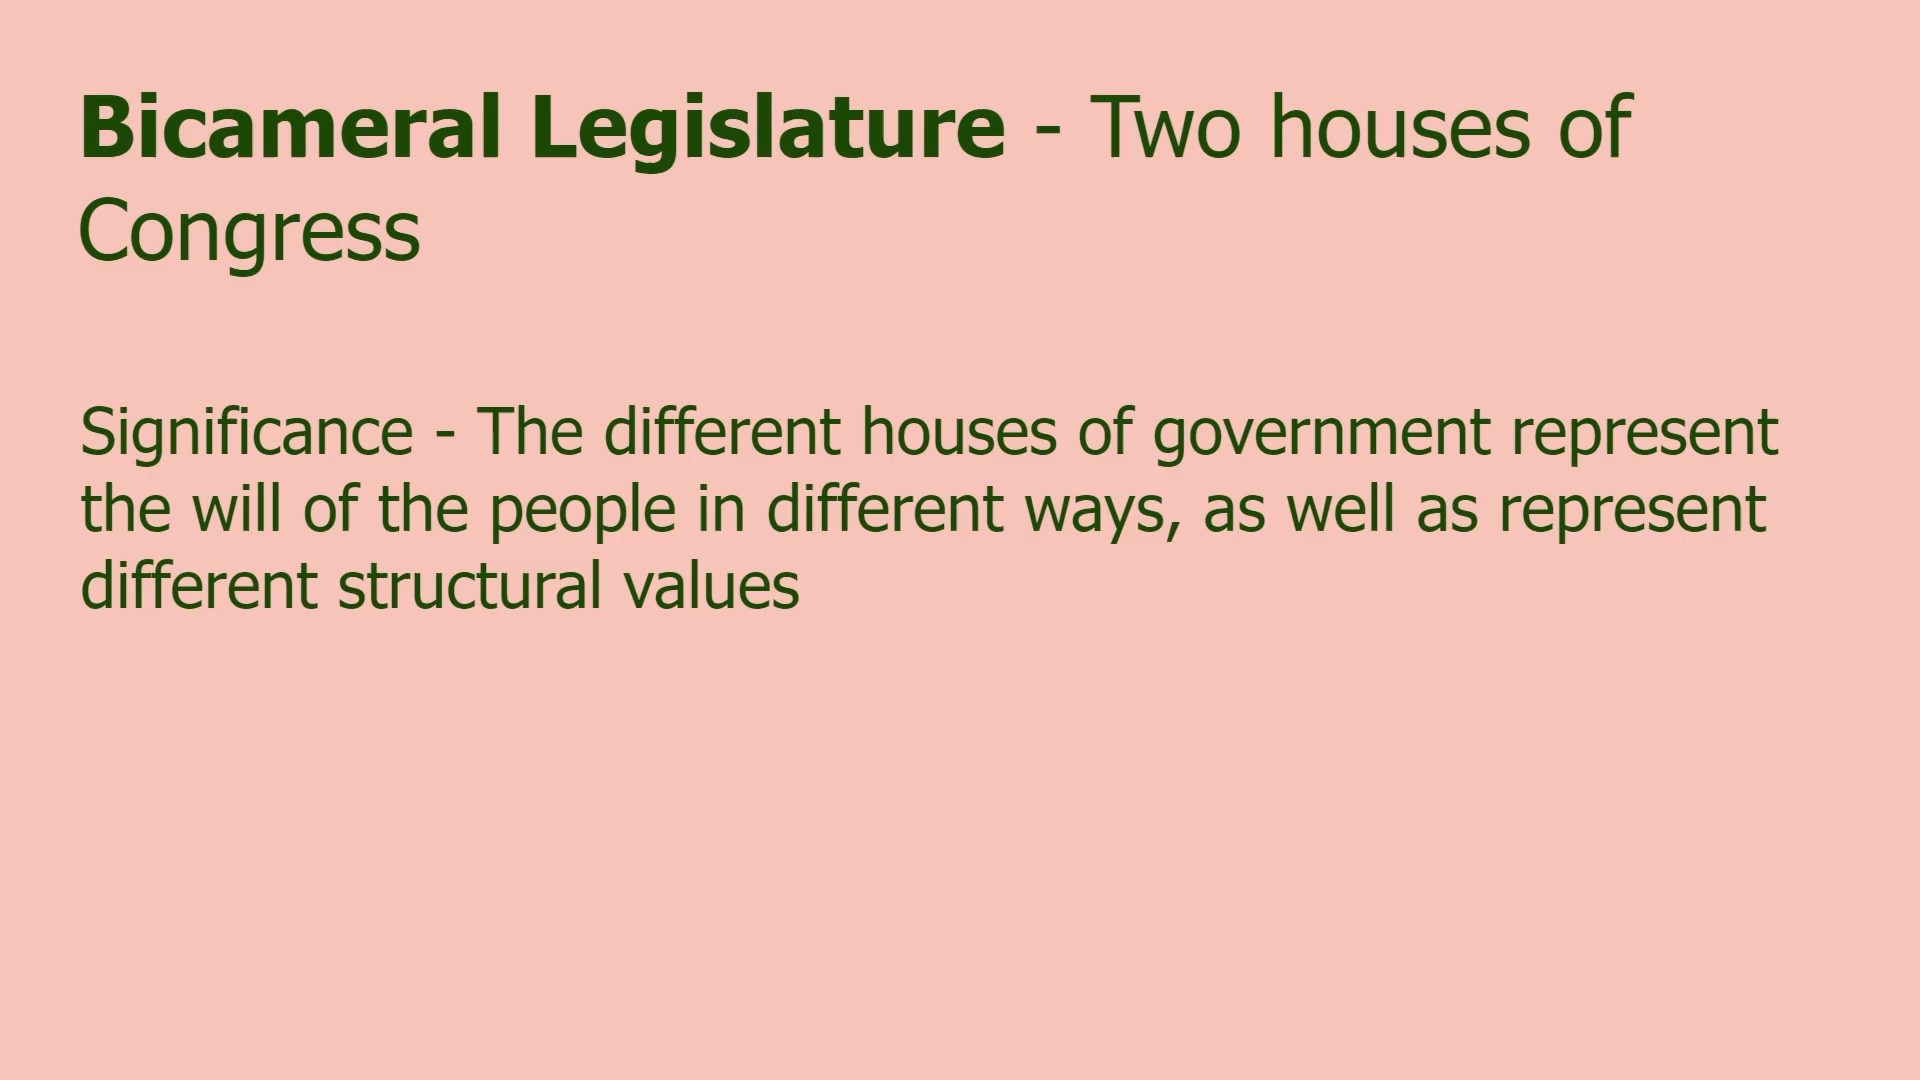 Bicameral Legislature - Two houses of
Congress
Significance - The different houses of government represent
the will of the people in different ways, as well as represent
different structural values